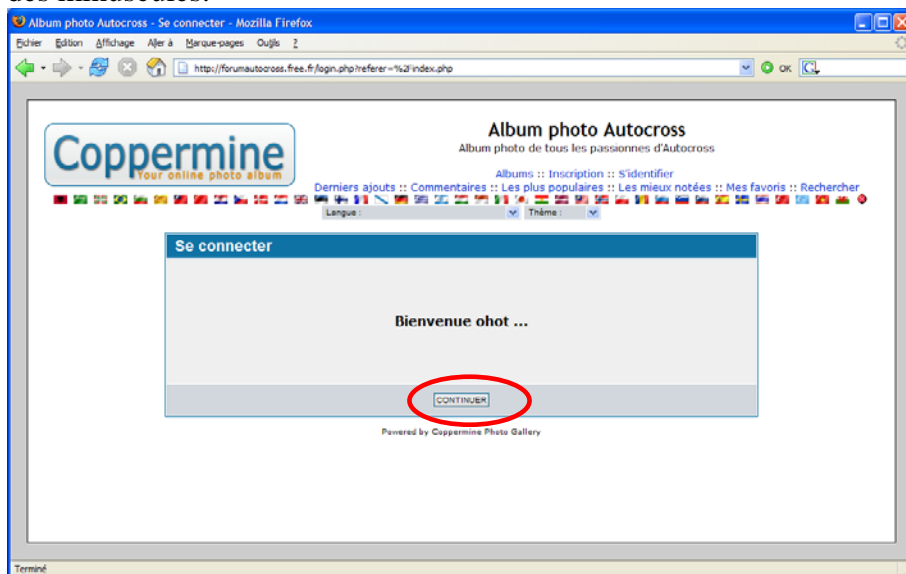 des minuscules.
Album photo Autocross - Se connecter - Mozilla Firefox
Fichier Edition Affichage Aller à Marque-pages Outils ?
http://forumautocross.free.fr/login.php?referer=%2Findex.php OK
Coppermine
Your online photo album
Album photo Autocross
Album photo de tous les passionnes d'Autocross
Albums :: Inscription :: S'identifier
Derniers ajouts :: Commentaires :: Les plus populaires :: Les mieux notées :: Mes favoris :: Rechercher
Langue : Thème :
Se connecter
Bienvenue ohot ...
CONTINUER
Powered by Coppermine Photo Gallery
Terminé